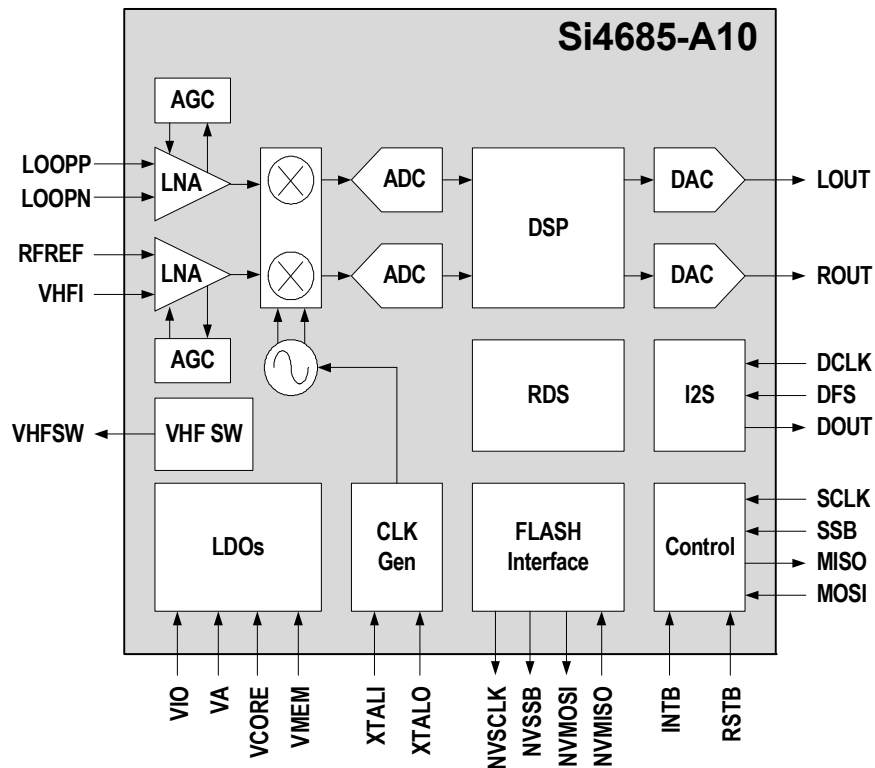 Si4685-A10
AGC
LOOPP
LNA
LOOPN
ADC
DSP
DAC
LOUT
RFREF
LNA
VHFI
ADC
DAC
ROUT
AGC
RDS
I2S
DCLK
DFS
DOUT
VHFSW
VHF SW
LDOs
CLK
Gen
FLASH
Interface
Control
SCLK
SSB
MISO
MOSI
VIO
VA
VCORE
VMEM
XTALI
XTALO
NVSCLK
NVSSB
NVMOSI
NVMISO
INTB
RSTB